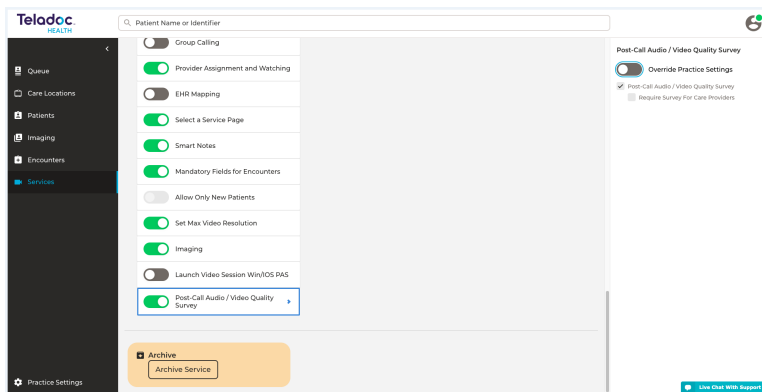 Teladoc
HEALTH
Patient Name or Identifier
Queue
Care Locations
Patients
Imaging
Encounters
Services
Practice Settings
Group Calling
Provider Assignment and Watching
EHR Mapping
Select a Service Page
Smart Notes
Mandatory Fields for Encounters
Allow Only New Patients
Set Max Video Resolution
Imaging
Launch Video Session Win/IOS PAS
Post-Call Audio / Video Quality
Survey
Archive
Archive Service
Post-Call Audio / Video Quality Survey
Override Practice Settings
Post-Call Audio / Video Quality Survey
Require Survey For Care Providers
Live Chat With Support